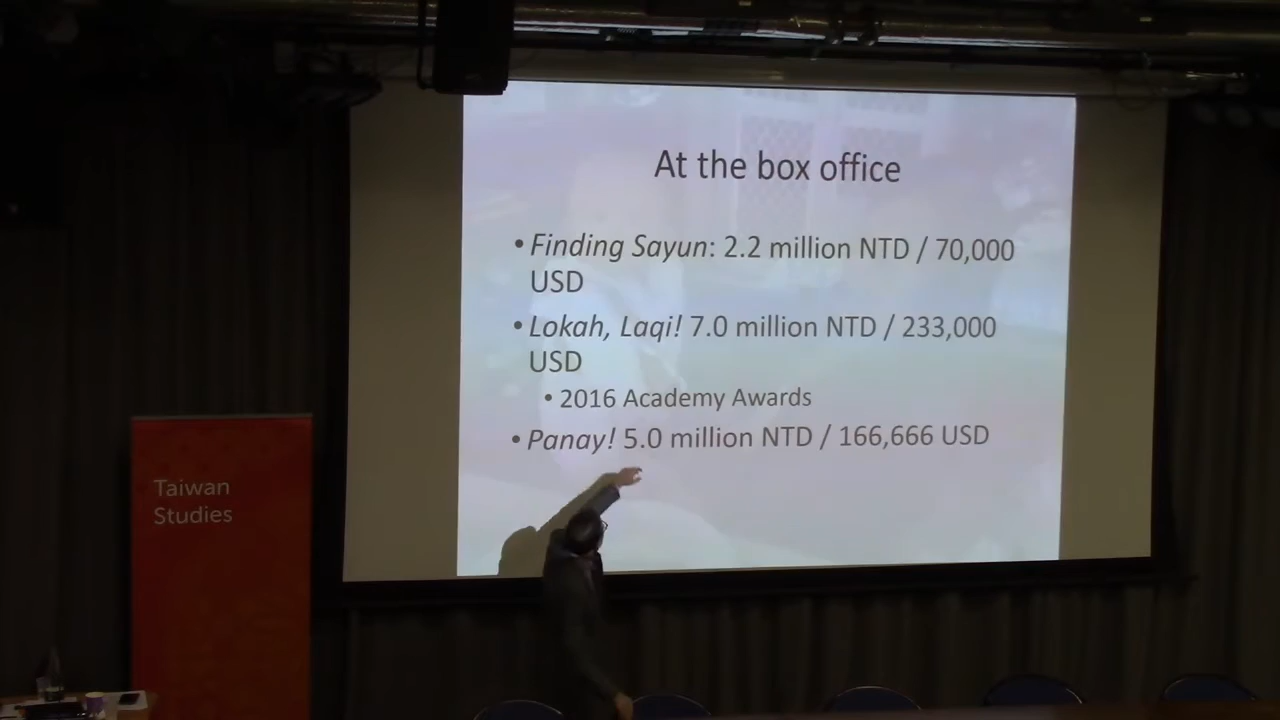 At the box office
• Finding Sayun: 2.2 million NTD / 70,000
USD
• Lokah, Laqi! 7.0 million NTD / 233,000
USD
• 2016 Academy Awards
• Panay! 5.0 million NTD / 166,666 USD
Taiwan
Studies